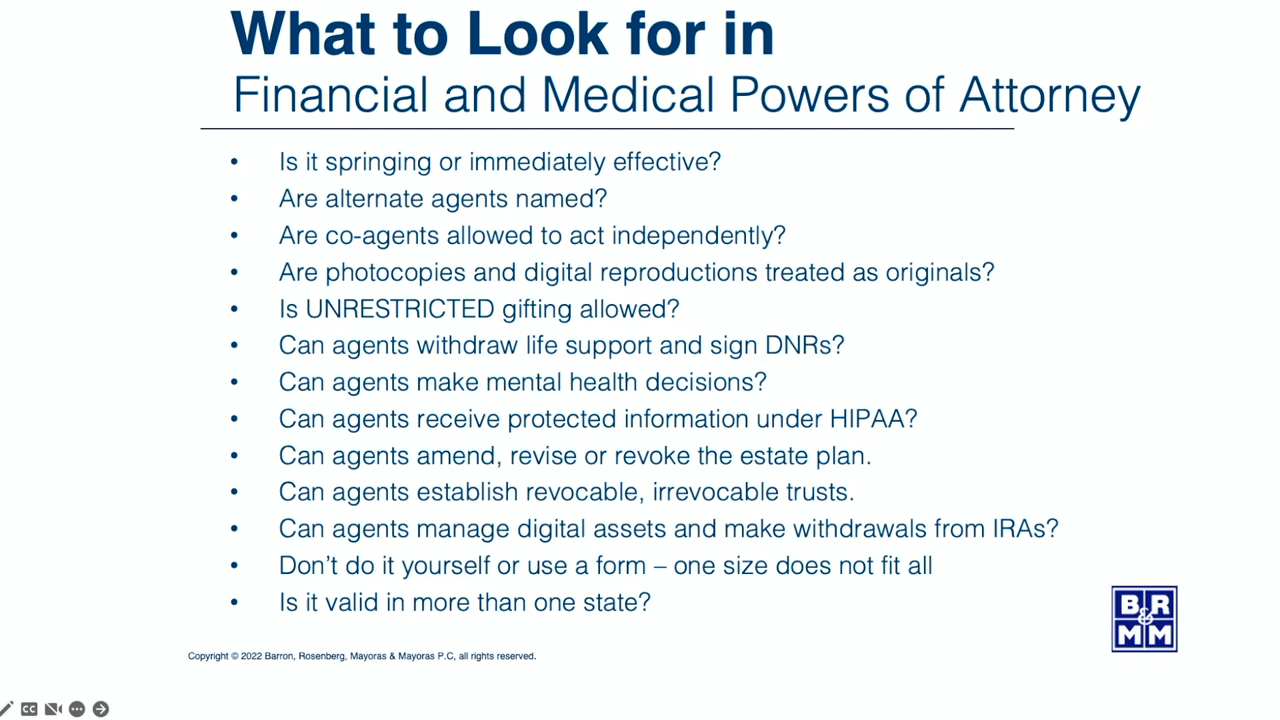 What to Look for in
Financial and Medical Powers of Attorney
• Is it springing or immediately effective?
• Are alternate agents named?
• Are co-agents allowed to act independently?
• Are photocopies and digital reproductions treated as originals?
• Is UNRESTRICTED gifting allowed?
• Can agents withdraw life support and sign DNRs?
• Can agents make mental health decisions?
• Can agents receive protected information under HIPAA?
• Can agents amend, revise or revoke the estate plan.
• Can agents establish revocable, irrevocable trusts.
• Can agents manage digital assets and make withdrawals from IRAs?
• Don’t do it yourself or use a form – one size does not fit all
• Is it valid in more than one state?
B&R
MM
Copyright © 2022 Barron, Rosenberg, Mayoras & Mayoras P.C, all rights reserved.
CC